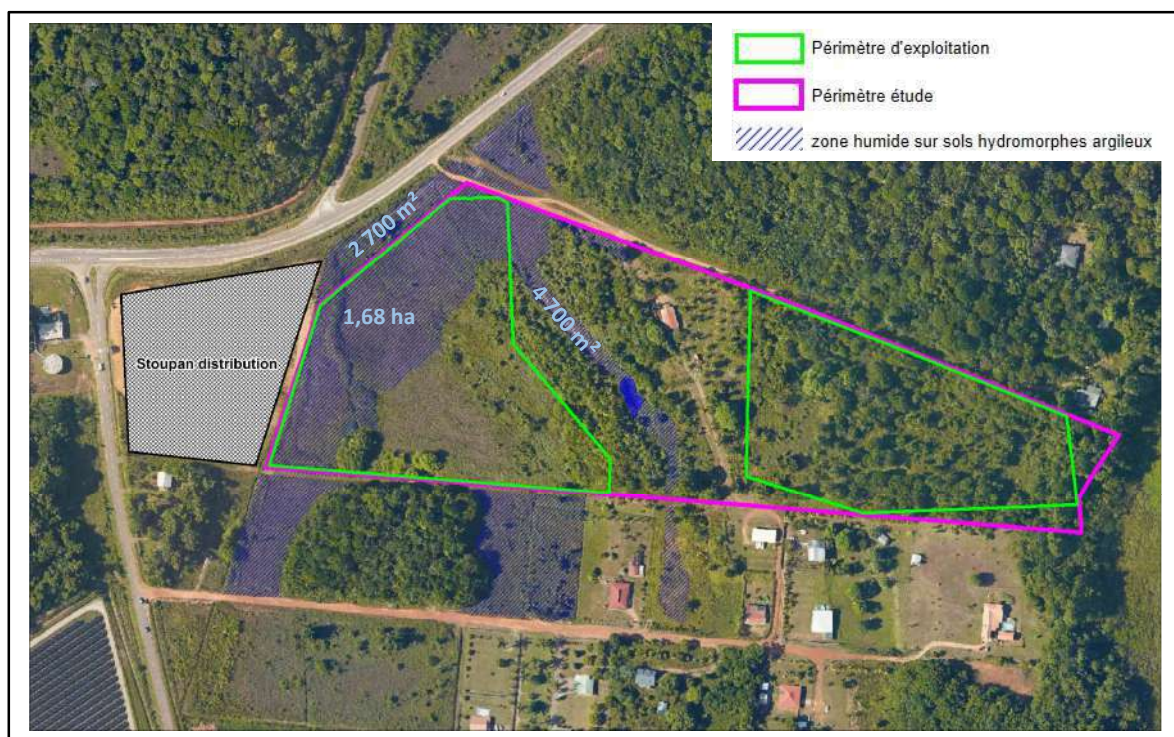 Périmètre d'exploitation
Périmètre étude
zone humide sur sols hydromorphes argileux
2 700 m²
1,68 ha
4 700 m²
Stoupan distribution